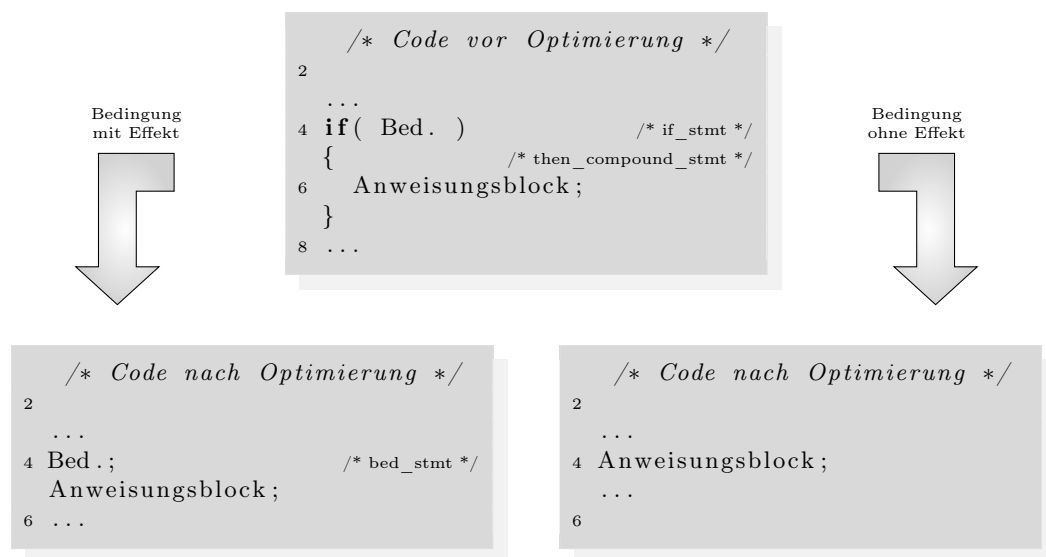 /* Code vor Optimierung */
2
...
4 if( Bed. ) /* if_stmt */
{ /* then_compound_stmt */
6 Anweisungsblock;
}
8 ...
Bedingung
mit Effekt
Bedingung
ohne Effekt
/* Code nach Optimierung */
2
...
4 Bed.; /* bed_stmt */
Anweisungsblock;
6 ...
/* Code nach Optimierung */
2
...
4 Anweisungsblock;
...
6